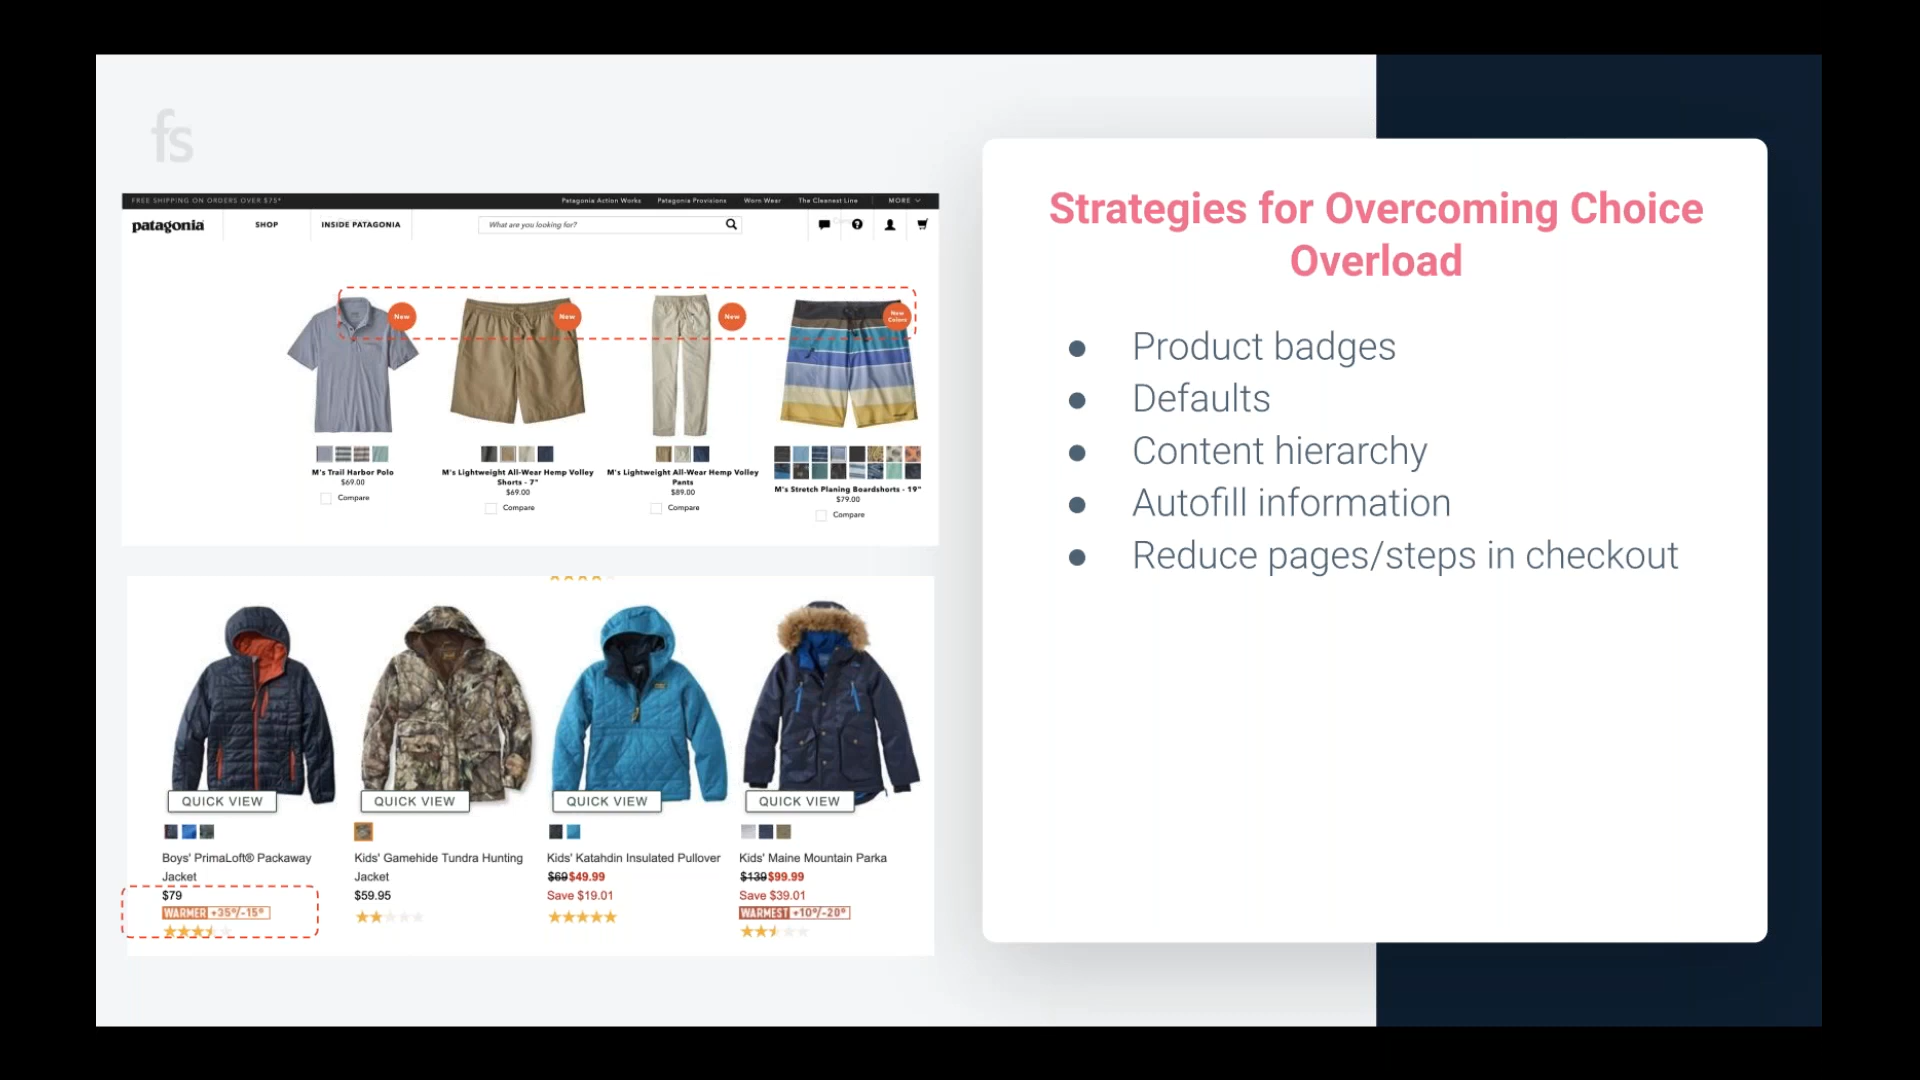 fs
FREE SHIPPING ON ORDERS OVER $75*
Patagonia Action Works
Patagonia Provisions
Worn Wear
The Cleanest Line
MORE
patagonia
SHOP
INSIDE PATAGONIA
What are you looking for?
New
New
New
New
Colors
M's Trail Harbor Polo
$69.00
Compare
M's Lightweight All-Wear Hemp Volley
Shorts - 7"
$69.00
Compare
M's Lightweight All-Wear Hemp Volley
Pants
$89.00
Compare
M's Stretch Planing Boardshorts - 19"
$79.00
Compare
QUICK VIEW
QUICK VIEW
QUICK VIEW
QUICK VIEW
Boys' PrimaLoft® Packaway
Jacket
$79
WARMER +35°/-15°
Kids' Gamehide Tundra Hunting
Jacket
$59.95
Kids' Katahdin Insulated Pullover
$69 $49.99
Save $19.01
Kids' Maine Mountain Parka
$139 $99.99
Save $39.01
WARMEST +10°/-20°
Strategies for Overcoming Choice
Overload
● Product badges
● Defaults
● Content hierarchy
● Autofill information
● Reduce pages/steps in checkout